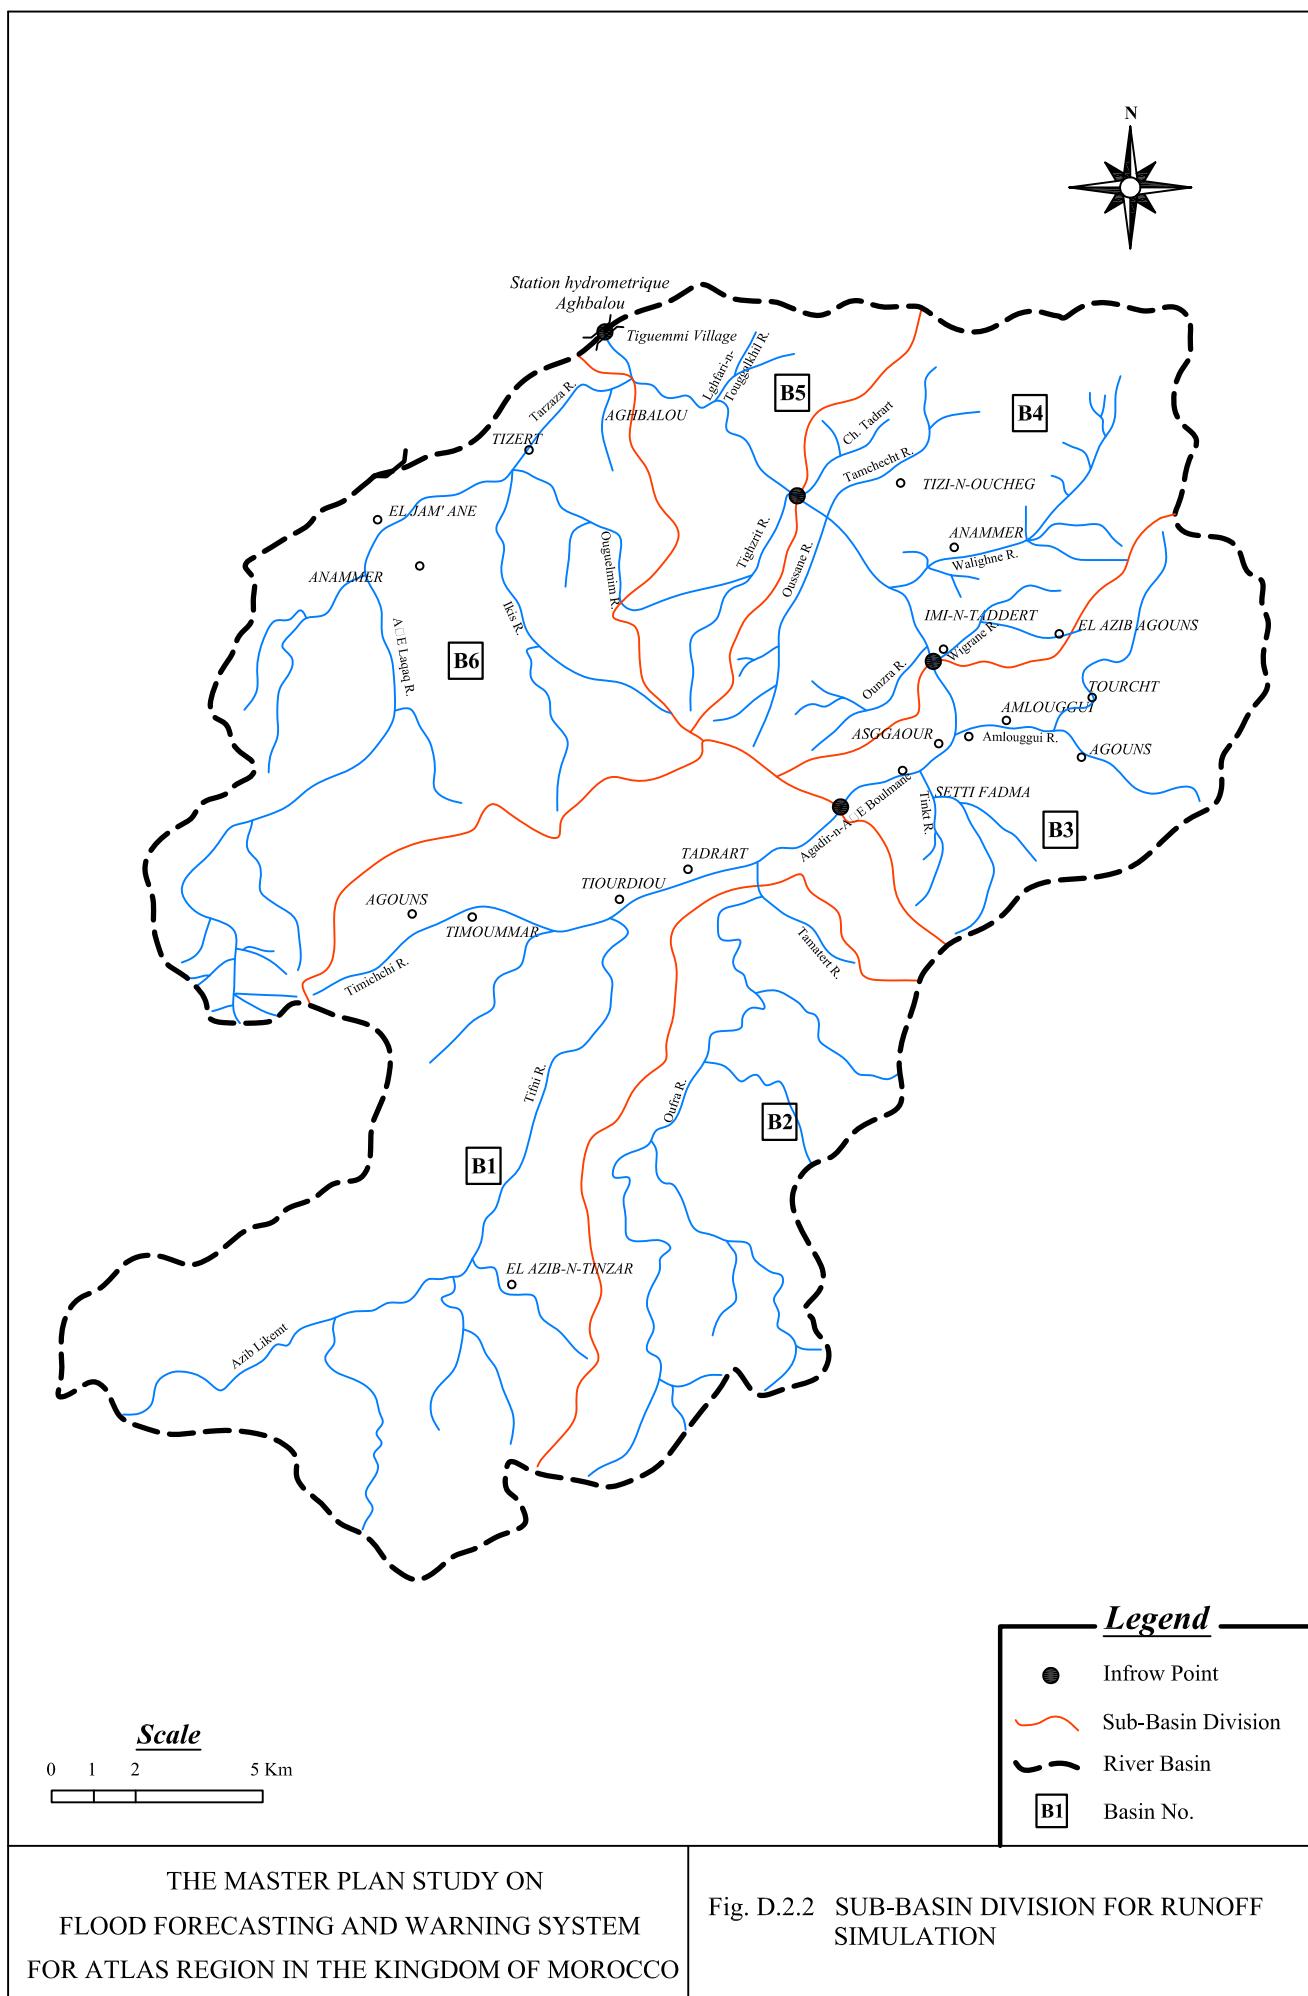 N
Station hydrometrique
Aghbalou
Tiguemmi Village
Lghfari-n-
Touggalkhil R.
B5
B4
Tarzaza R.
AGHBALOU
Ch. Tadrart
TIZERT
Tamchecht R.
TIZI-N-OUCHEG
EL JAM' ANE
Tighzrit R.
ANAMMER
Walighne R.
Ouguelmim R.
Oussane R.
ANAMMER
Ikis R.
A□E Laqaq R.
IMI-N-TADDERT
EL AZIB AGOUNS
Wigrane R.
B6
Ounzra R.
TOURCHT
AMLOUGGUI
ASGGAOUR
Amlouggui R.
AGOUNS
SETTI FADMA
Tinkt R.
Agadir-n-A□E Boulmane
B3
TADRART
TIOURDIOU
AGOUNS
TIMOUMMAR
Tamatert R.
Timichchi R.
Tifni R.
Oufra R.
B2
B1
EL AZIB-N-TINZAR
Azib Likemt
Legend
Infrow Point
Sub-Basin Division
River Basin
B1
Basin No.
Scale
0 1 2 5 Km
THE MASTER PLAN STUDY ON
FLOOD FORECASTING AND WARNING SYSTEM
FOR ATLAS REGION IN THE KINGDOM OF MOROCCO
Fig. D.2.2 SUB-BASIN DIVISION FOR RUNOFF
SIMULATION